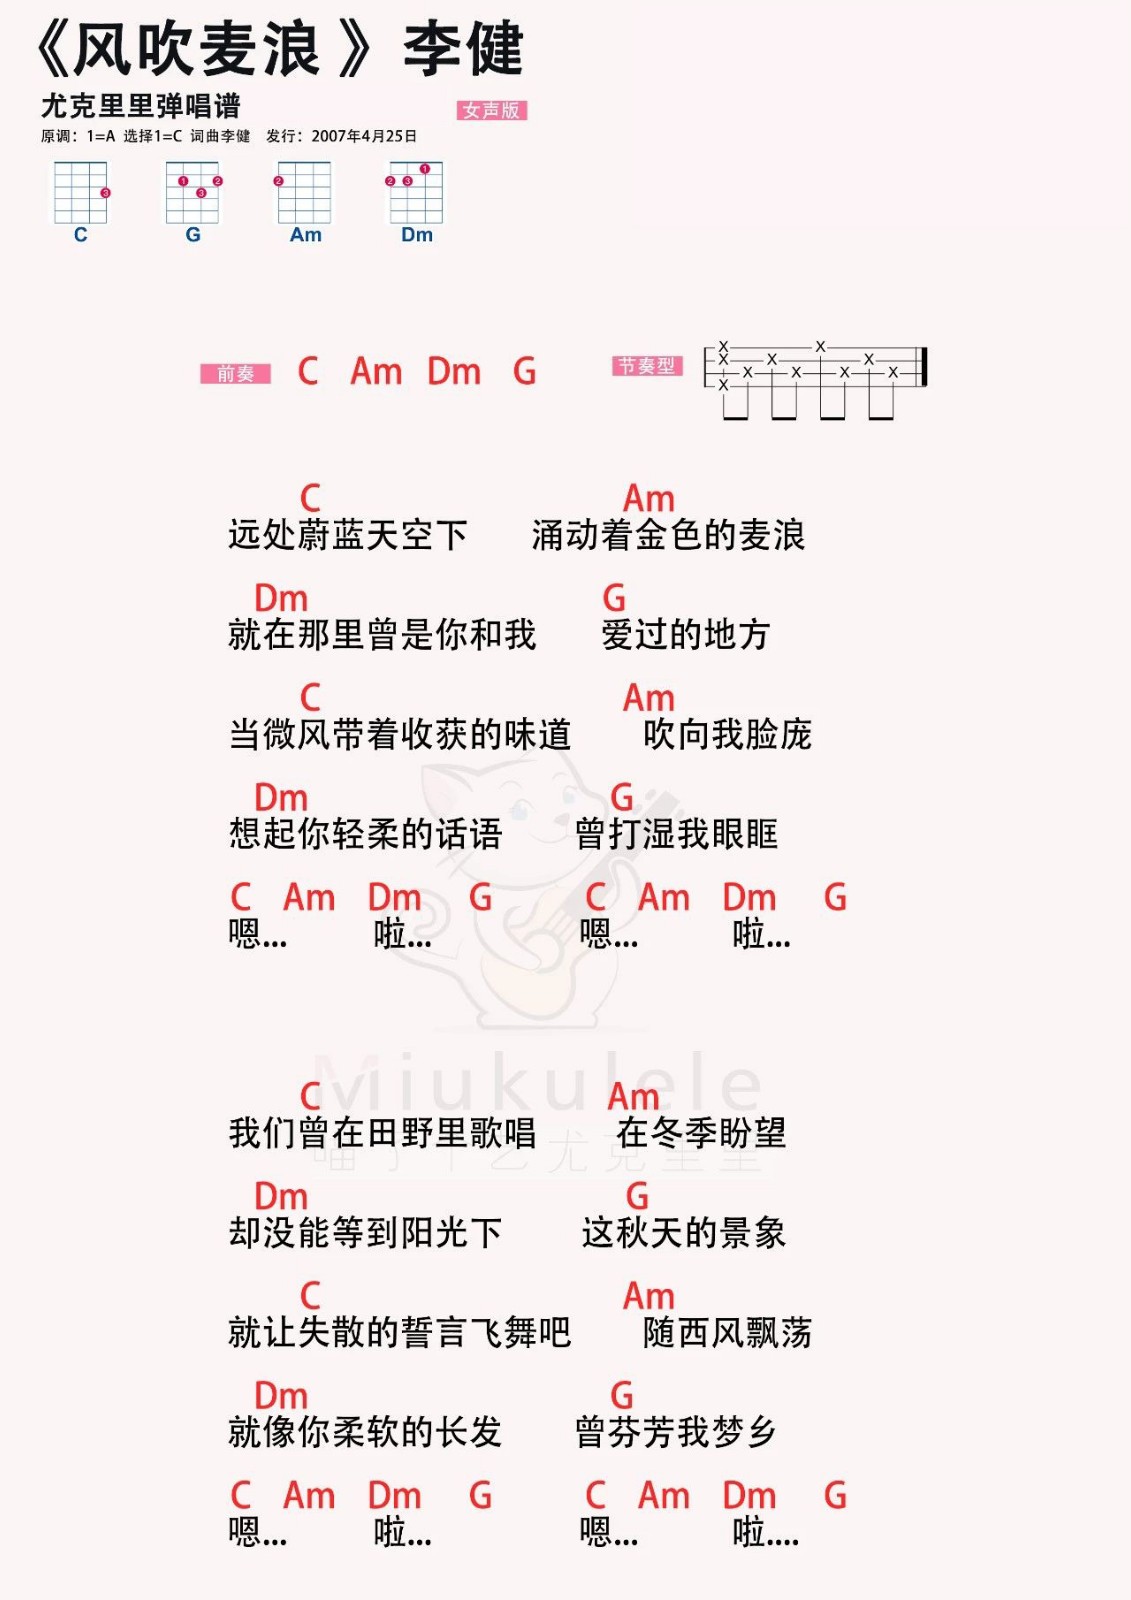 《风吹麦浪 》 李健
尤克里里弹唱谱
女声版
原调：1=A 选择1=C 词曲李健 发行：2007年4月25日
3 1 2 3 2 2 3 1
C G Am Dm
前奏 C Am Dm G 节奏型
C Am
远处蔚蓝天空下 涌动着金色的麦浪
Dm G
就在那里曾是你和我 爱过的地方
C Am
当微风带着收获的味道 吹向我脸庞
Dm G
想起你轻柔的话语 曾打湿我眼眶
C Am Dm G C Am Dm G
嗯... 啦... 嗯... 啦...
Miukulele
C Am
我们曾在田野里歌唱 在冬季盼望
尤克里里
Dm G
却没能等到阳光下 这秋天的景象
C Am
就让失散的誓言飞舞吧 随西风飘荡
Dm G
就像你柔软的长发 曾芬芳我梦乡
C Am Dm G C Am Dm G
嗯... 啦... 嗯... 啦....